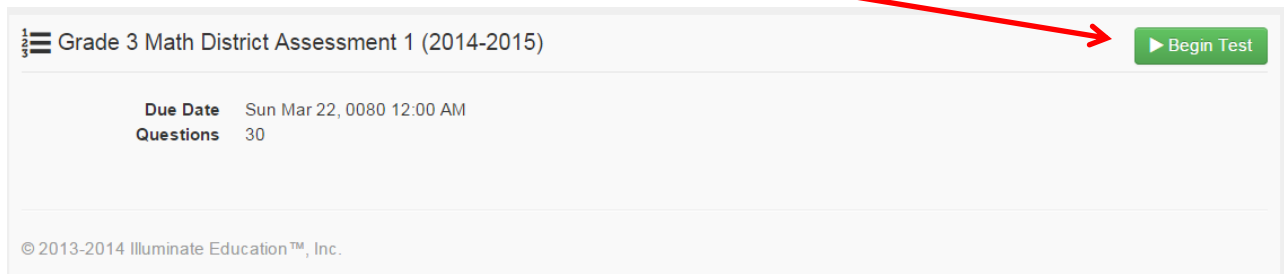 Grade 3 Math District Assessment 1 (2014-2015)
▶ Begin Test
Due Date Sun Mar 22, 0080 12:00 AM
Questions 30
© 2013-2014 Illuminate Education™, Inc.